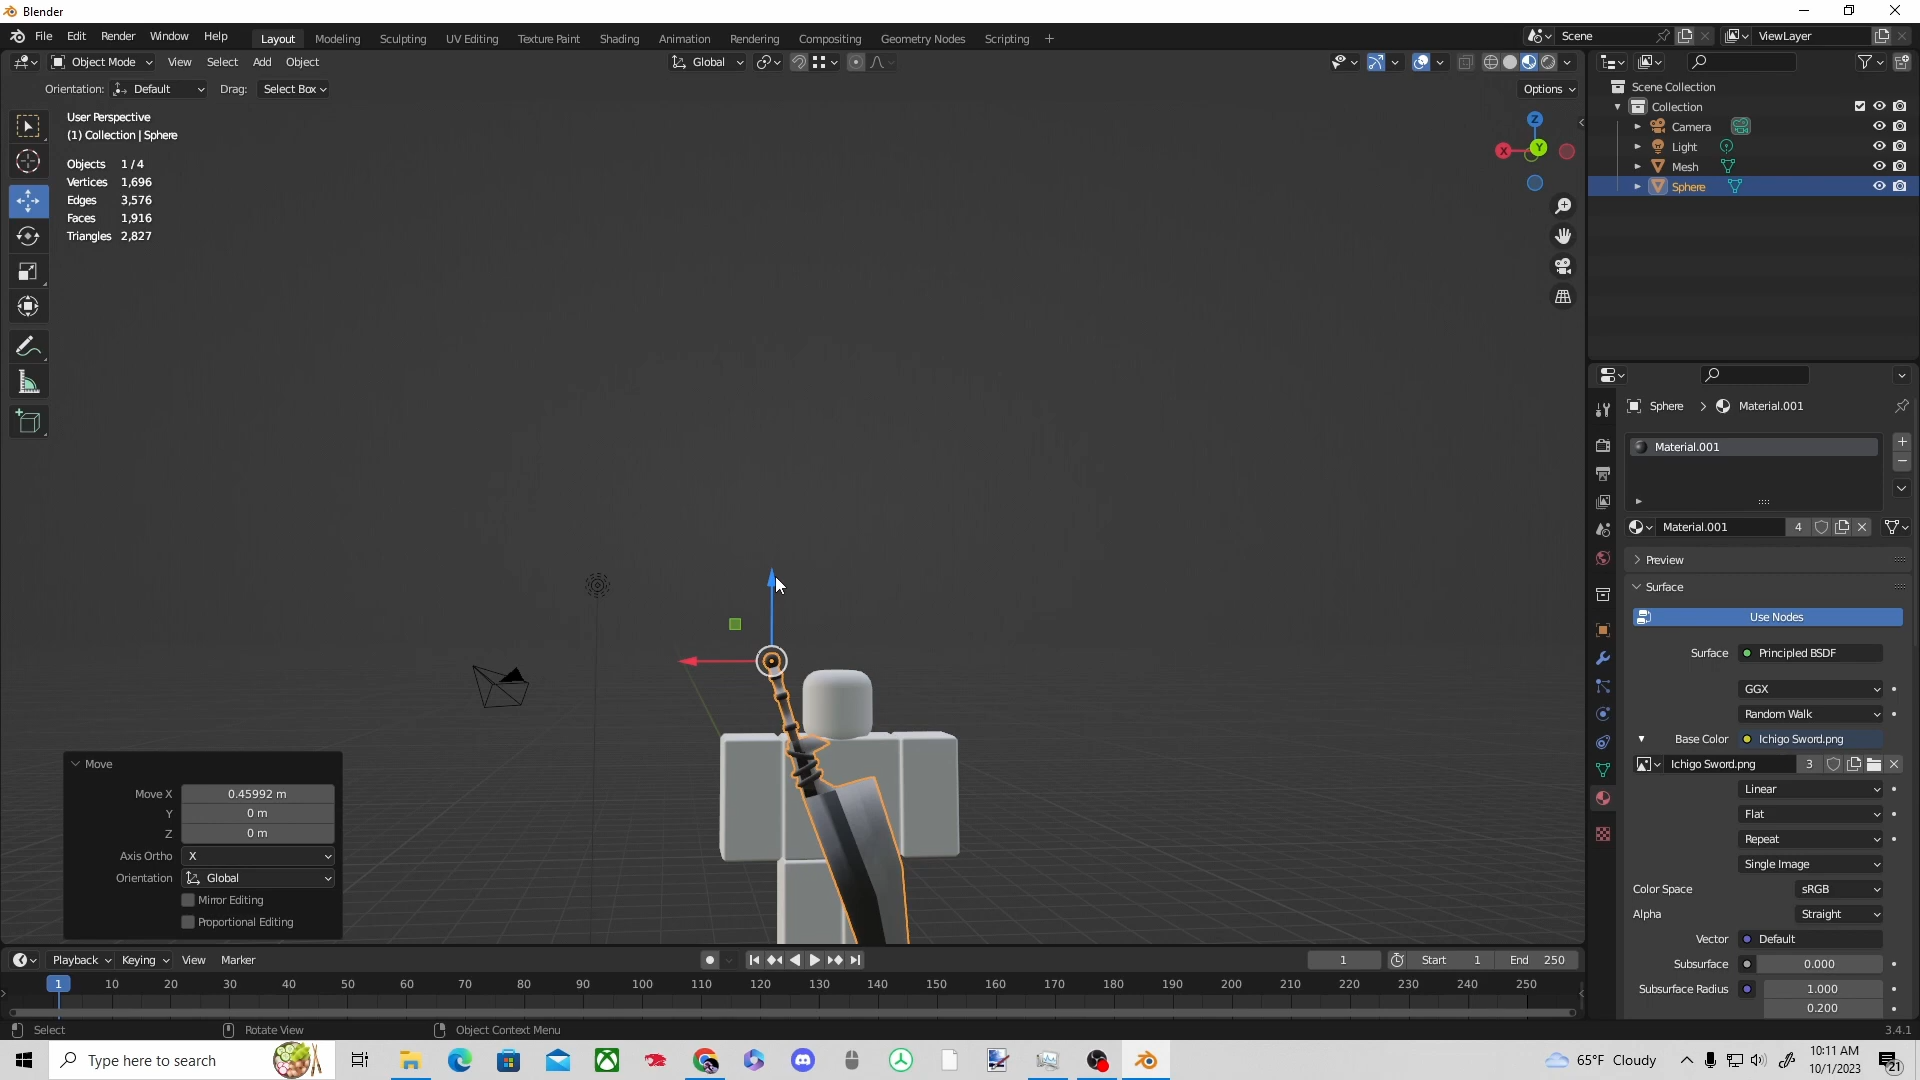 Blender
File Edit Render Window Help Layout Modeling Sculpting UV Editing Texture Paint Shading Animation Rendering Compositing Geometry Nodes Scripting + Scene ViewLayer
Object Mode View Select Add Object Global
Orientation: Default Drag: Select Box Options
User Perspective
(1) Collection | Sphere
Objects 1/4
Vertices 1,696
Edges 3,576
Faces 1,916
Triangles 2,827
Z
X Y
Scene Collection
Collection
Camera
Light
Mesh
Sphere
Sphere > Material.001
Material.001
Material.001 4
Preview
Surface
Use Nodes
Surface Principled BSDF
GGX
Random Walk
Base Color Ichigo Sword.png
Ichigo Sword.png 3
Linear
Flat
Repeat
Single Image
Color Space sRGB
Alpha Straight
Vector Default
Subsurface 0.000
Subsurface Radius 1.000
0.200
Move
Move X 0.45992 m
Y 0 m
Z 0 m
Axis Ortho X
Orientation Global
Mirror Editing
Proportional Editing
Playback Keying View Marker 1 Start 1 End 250
1 10 20 30 40 50 60 70 80 90 100 110 120 130 140 150 160 170 180 190 200 210 220 230 240 250
Select Rotate View Object Context Menu 3.4.1
Type here to search 65°F Cloudy 10:11 AM
10/1/2023 21